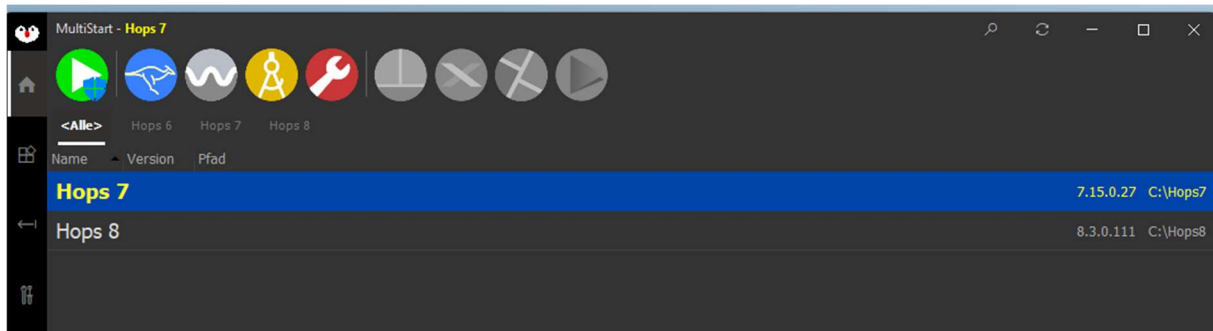 MultiStart - Hops 7
<Alle> Hops 6 Hops 7 Hops 8
Name Version Pfad
Hops 7 7.15.0.27 C:\Hops7
Hops 8 8.3.0.111 C:\Hops8